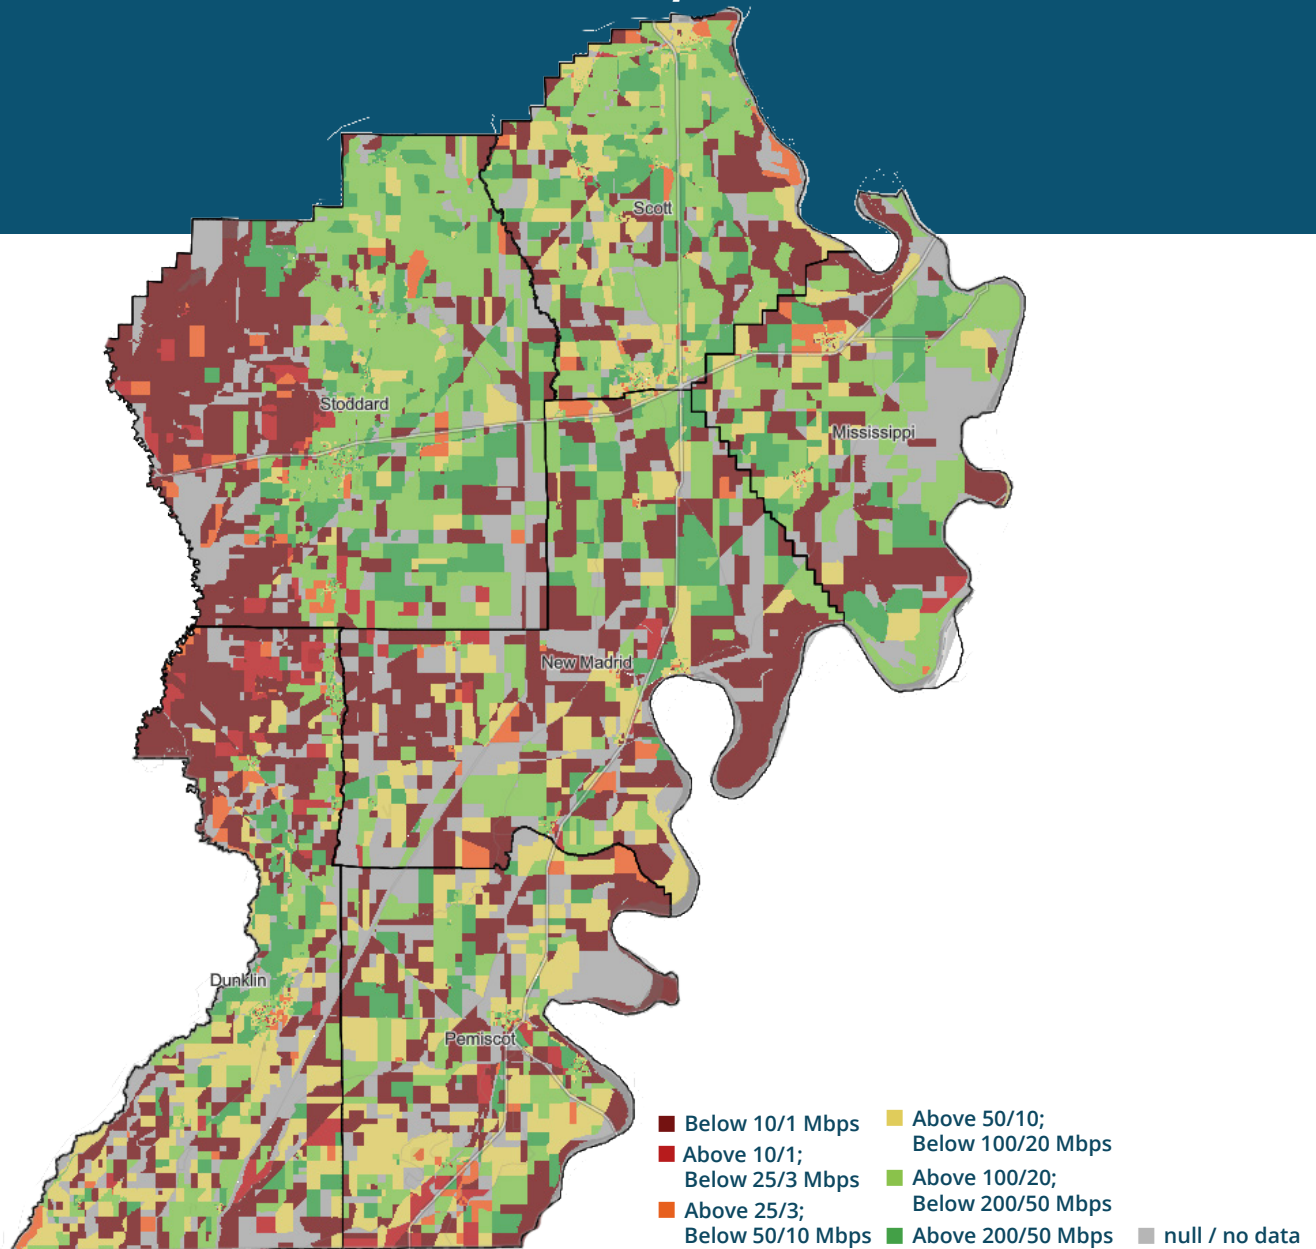 Scott
Stoddard
Mississippi
New Madrid
Dunklin
Pemiscot
Below 10/1 Mbps
Above 10/1;
Below 25/3 Mbps
Above 25/3;
Below 50/10 Mbps
Above 50/10;
Below 100/20 Mbps
Above 100/20;
Below 200/50 Mbps
Above 200/50 Mbps
null / no data